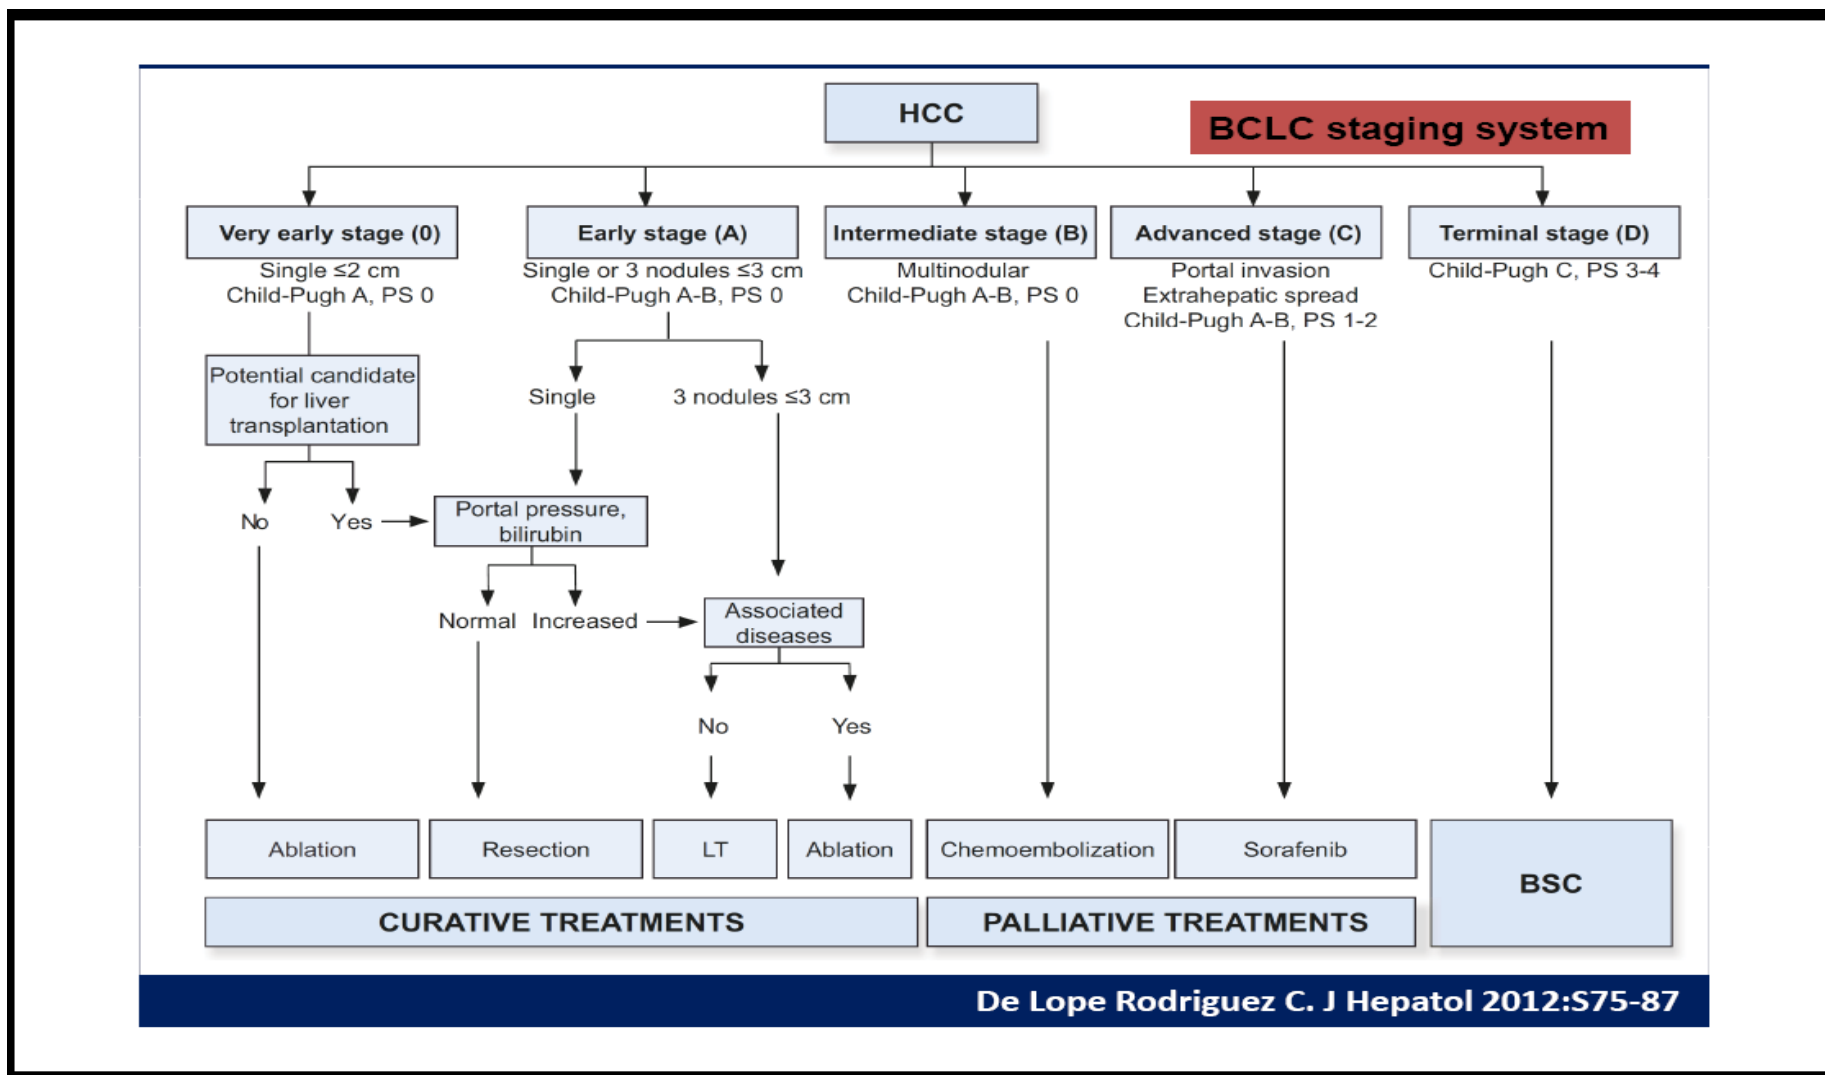 HCC
BCLC staging system
Very early stage (0)
Single ≤2 cm
Child-Pugh A, PS 0
Early stage (A)
Single or 3 nodules ≤3 cm
Child-Pugh A-B, PS 0
Intermediate stage (B)
Multinodular
Child-Pugh A-B, PS 0
Advanced stage (C)
Portal invasion
Extrahepatic spread
Child-Pugh A-B, PS 1-2
Terminal stage (D)
Child-Pugh C, PS 3-4
Potential candidate
for liver
transplantation
Single
3 nodules ≤3 cm
No
Yes
Portal pressure,
bilirubin
Normal
Increased
Associated
diseases
No
Yes
Ablation
Resection
LT
Ablation
Chemoembolization
Sorafenib
BSC
CURATIVE TREATMENTS
PALLIATIVE TREATMENTS
De Lope Rodriguez C. J Hepatol 2012:S75-87